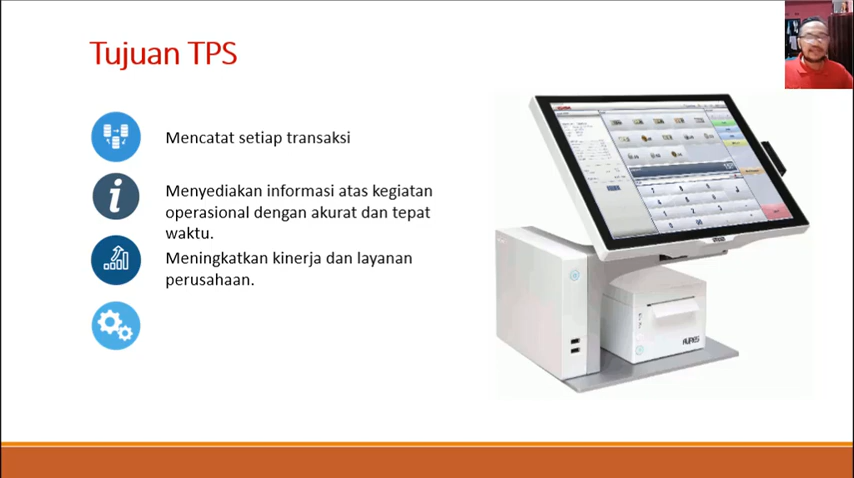 Tujuan TPS
Mencatat setiap transaksi
Menyediakan informasi atas kegiatan
operasional dengan akurat dan tepat
waktu.
Meningkatkan kinerja dan layanan
perusahaan.
AURES